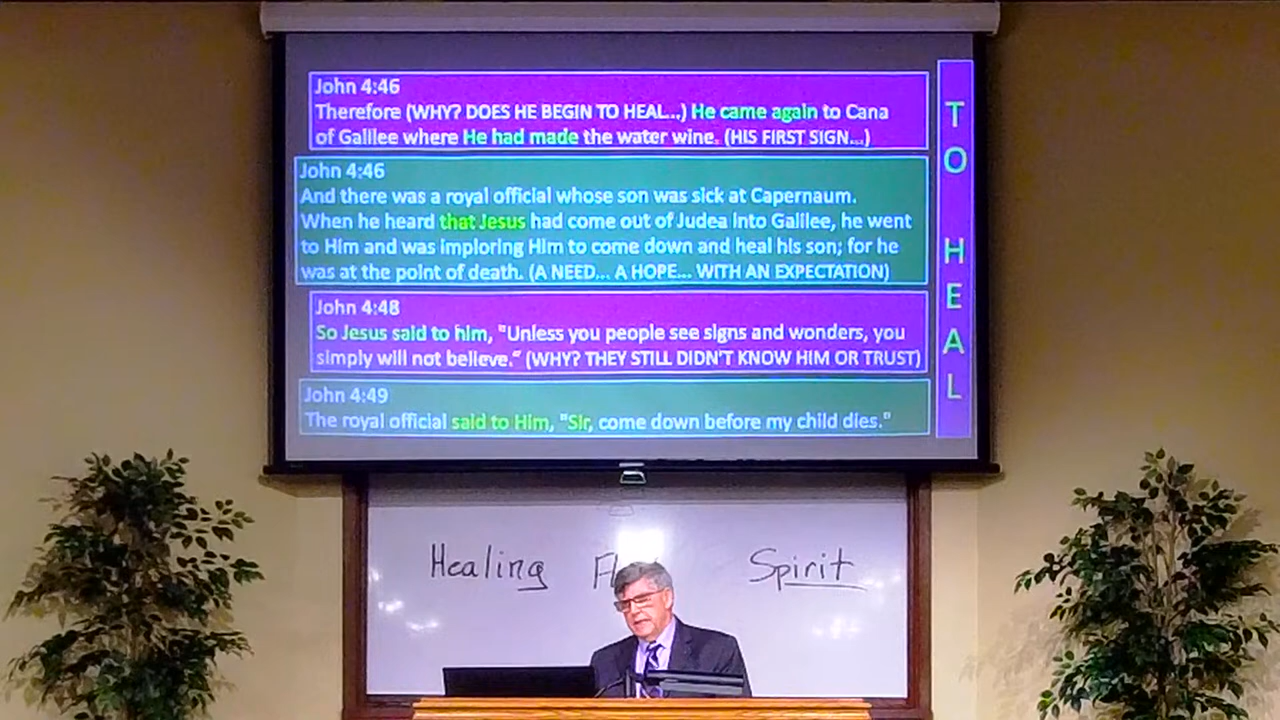 John 4:46
Therefore (WHY? DOES HE BEGIN TO HEAL...) He came again to Cana
of Galilee where He had made the water wine. (HIS FIRST SIGN...)
John 4:46
And there was a royal official whose son was sick at Capernaum.
When he heard that Jesus had come out of Judea into Galilee, he went
to Him and was imploring Him to come down and heal his son; for he
was at the point of death. (A NEED... A HOPE... WITH AN EXPECTATION)
John 4:48
So Jesus said to him, "Unless you people see signs and wonders, you
simply will not believe." (WHY? THEY STILL DIDN'T KNOW HIM OR TRUST)
John 4:49
The royal official said to Him, "Sir, come down before my child dies."
TO HEAL
Healing Spirit